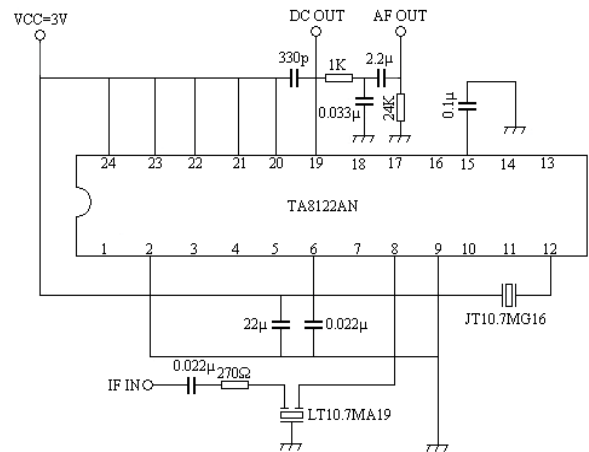 VCC=3V
DC OUT
AF OUT
330p
1K
2.2μ
0.033μ
24K
0.1μ
24 23 22 21 20 19 18 17 16 15 14 13
TA8122AN
1 2 3 4 5 6 7 8 9 10 11 12
22μ
0.022μ
JT10.7MG16
0.022μ
270Ω
IF IN
LT10.7MA19